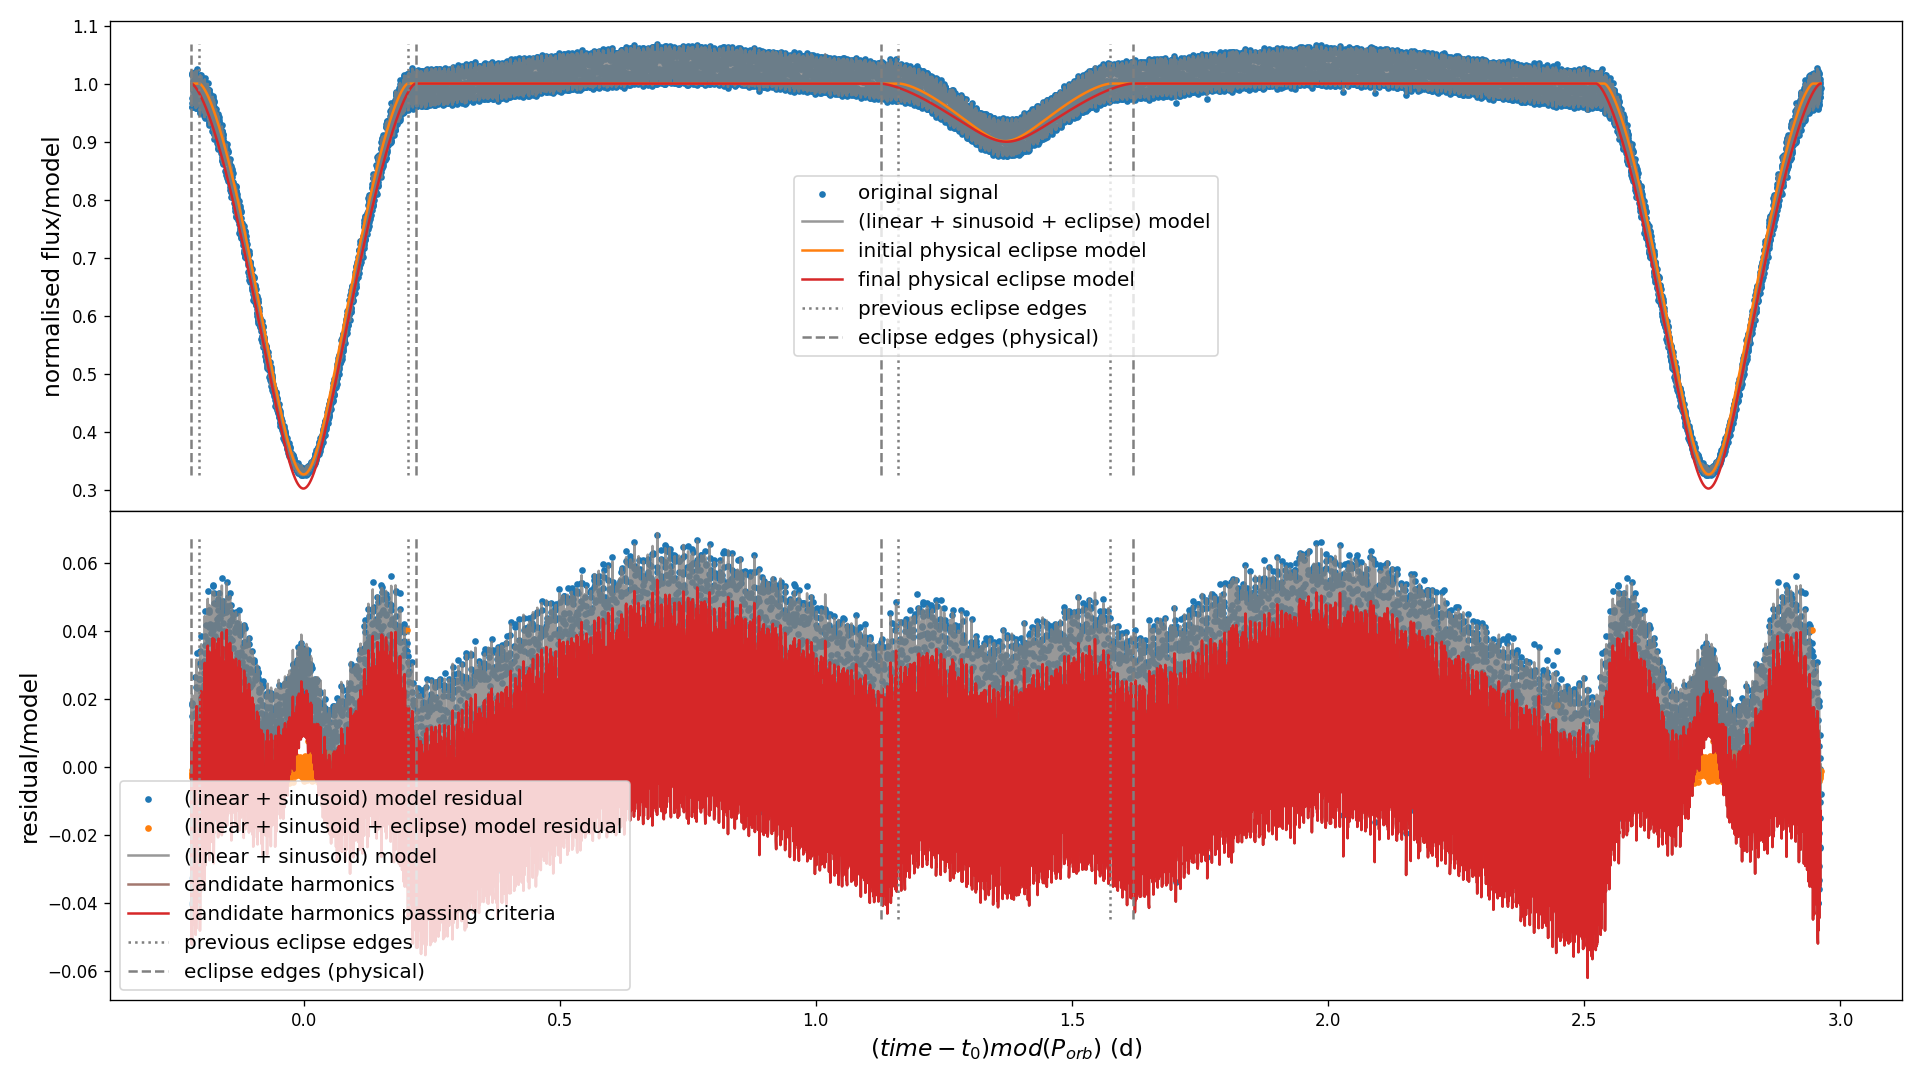 normalised flux/model
1.1
1.0
0.9
0.8
0.7
0.6
0.5
0.4
0.3
original signal
(linear + sinusoid + eclipse) model
initial physical eclipse model
final physical eclipse model
previous eclipse edges
eclipse edges (physical)
residual/model
0.06
0.04
0.02
0.00
−0.02
−0.04
−0.06
(linear + sinusoid) model residual
(linear + sinusoid + eclipse) model residual
(linear + sinusoid) model
candidate harmonics
candidate harmonics passing criteria
previous eclipse edges
eclipse edges (physical)
0.0 0.5 1.0 1.5 2.0 2.5 3.0
(time − t₀)mod(Pₒᵣb) (d)